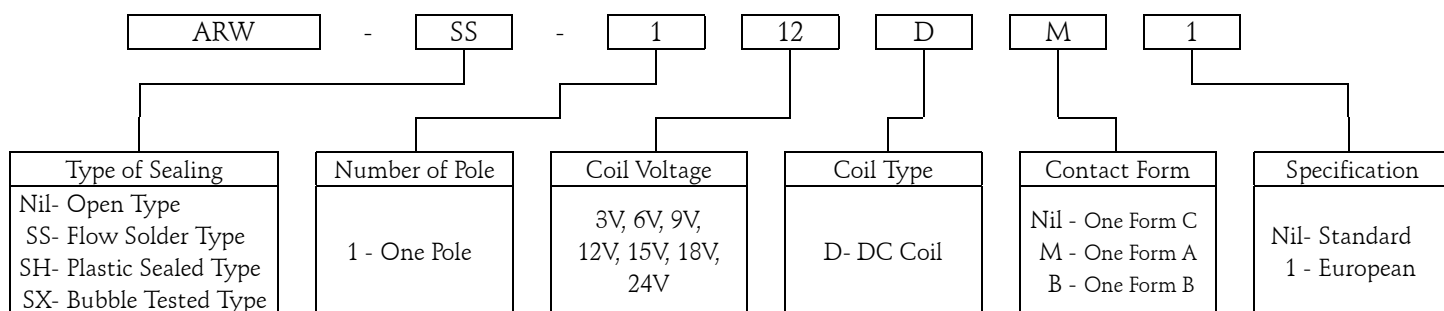 ARW - SS - 1 12 D M 1
Type of Sealing
Nil- Open Type
SS- Flow Solder Type
SH- Plastic Sealed Type
SX- Bubble Tested Type
Number of Pole
1 - One Pole
Coil Voltage
3V, 6V, 9V,
12V, 15V, 18V,
24V
Coil Type
D- DC Coil
Contact Form
Nil - One Form C
M - One Form A
B - One Form B
Specification
Nil- Standard
1 - European